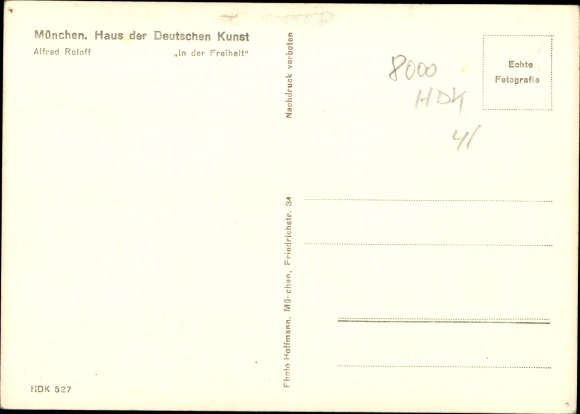 München. Haus der Deutschen Kunst
Alfred Roloff „In der Freiheit"
Nachdruck verboten
Photo-Hoffmann, München, Friedrichstr. 34
8000
HDK
41
Echte
Fotografie
HDK 527